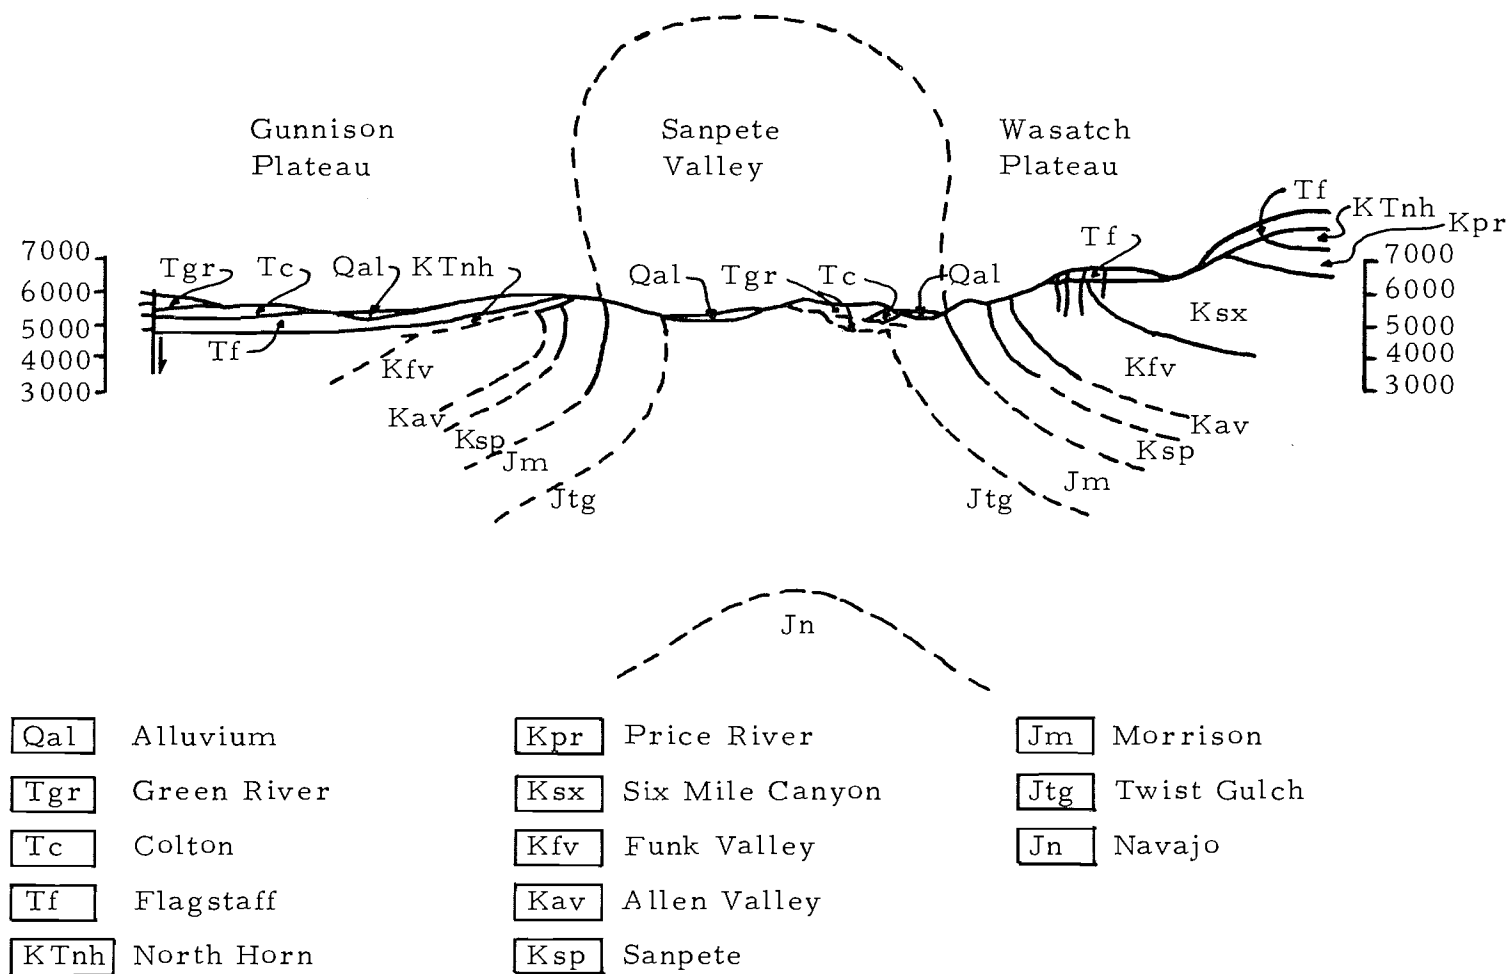 Gunnison
Plateau
Sanpete
Valley
Wasatch
Plateau
Tf
KTnh
Kpr
Tf
7000
6000
5000
4000
3000
Tgr
Tc
Qal
KTnh
Qal
Tgr
Tc
Qal
7000
6000
5000
4000
3000
Ksx
Tf
Kfv
Kfv
Kav
Kav
Ksp
Ksp
Jm
Jm
Jtg
Jtg
Jn
Qal Alluvium
Tgr Green River
Tc Colton
Tf Flagstaff
KTnh North Horn
Kpr Price River
Ksx Six Mile Canyon
Kfv Funk Valley
Kav Allen Valley
Ksp Sanpete
Jm Morrison
Jtg Twist Gulch
Jn Navajo